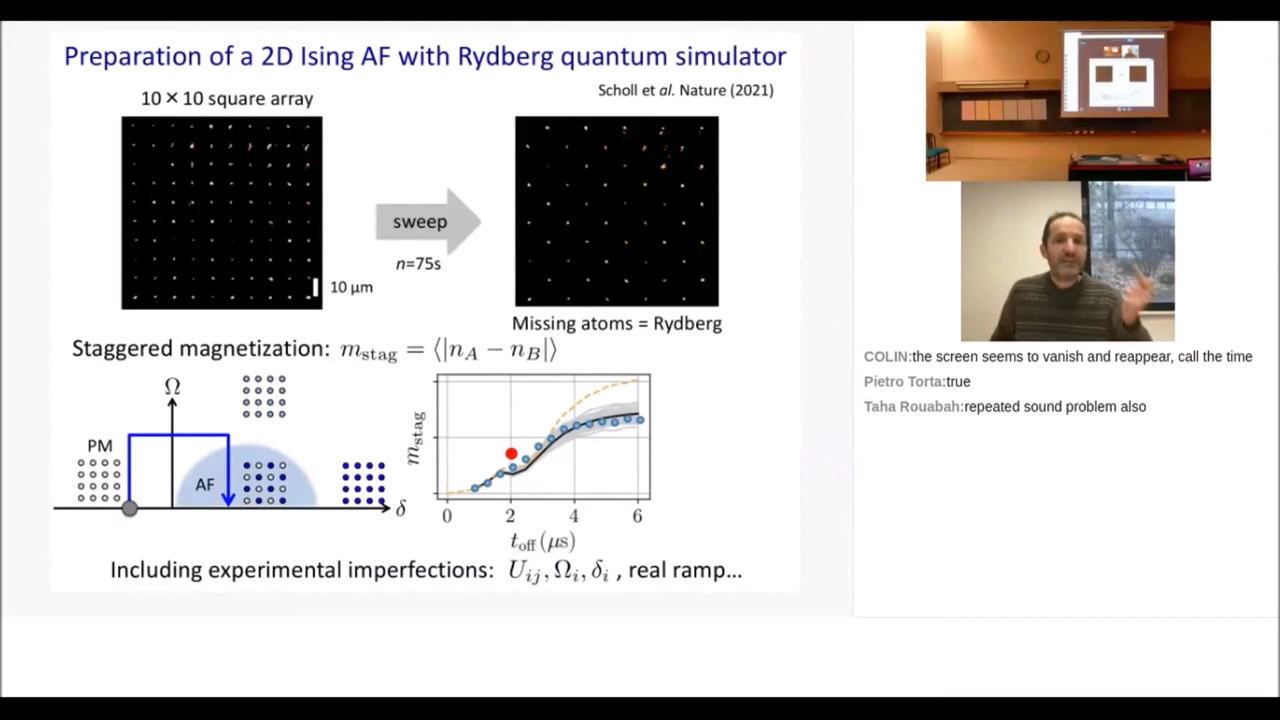 Preparation of a 2D Ising AF with Rydberg quantum simulator
Scholl et al. Nature (2021)
10 × 10 square array
sweep
n=75s
10 μm
Missing atoms = Rydberg
Staggered magnetization: m_stag = ⟨|n_A − n_B|⟩
Ω
PM
AF
δ
m_stag
0 2 4 6
t_off (μs)
Including experimental imperfections: U_ij, Ω_i, δ_i , real ramp...
COLIN:the screen seems to vanish and reappear, call the time
Pietro Torta:true
Taha Rouabah:repeated sound problem also